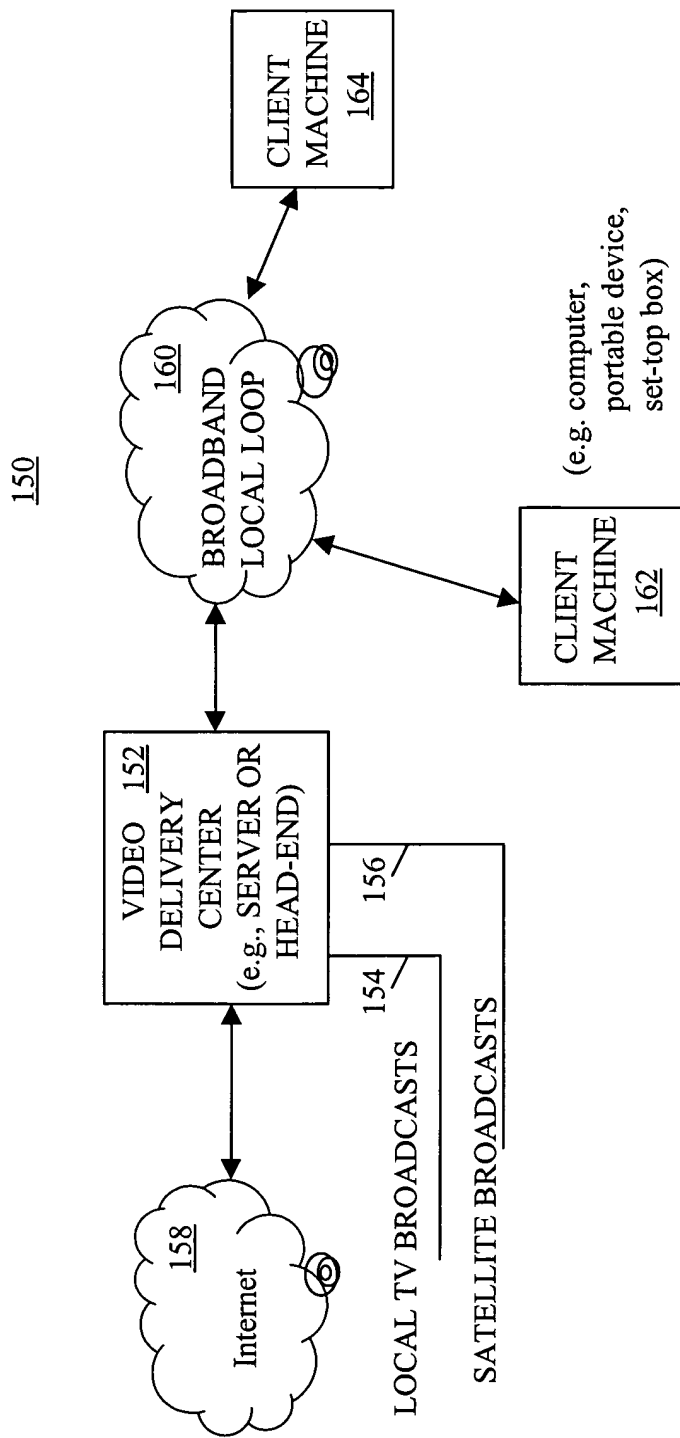 150
Internet
158
VIDEO 152
DELIVERY
CENTER
(e.g., SERVER OR
HEAD-END)
154
156
LOCAL TV BROADCASTS
SATELLITE BROADCASTS
BROADBAND
LOCAL LOOP
160
CLIENT
MACHINE
162
(e.g. computer,
portable device,
set-top box)
CLIENT
MACHINE
164